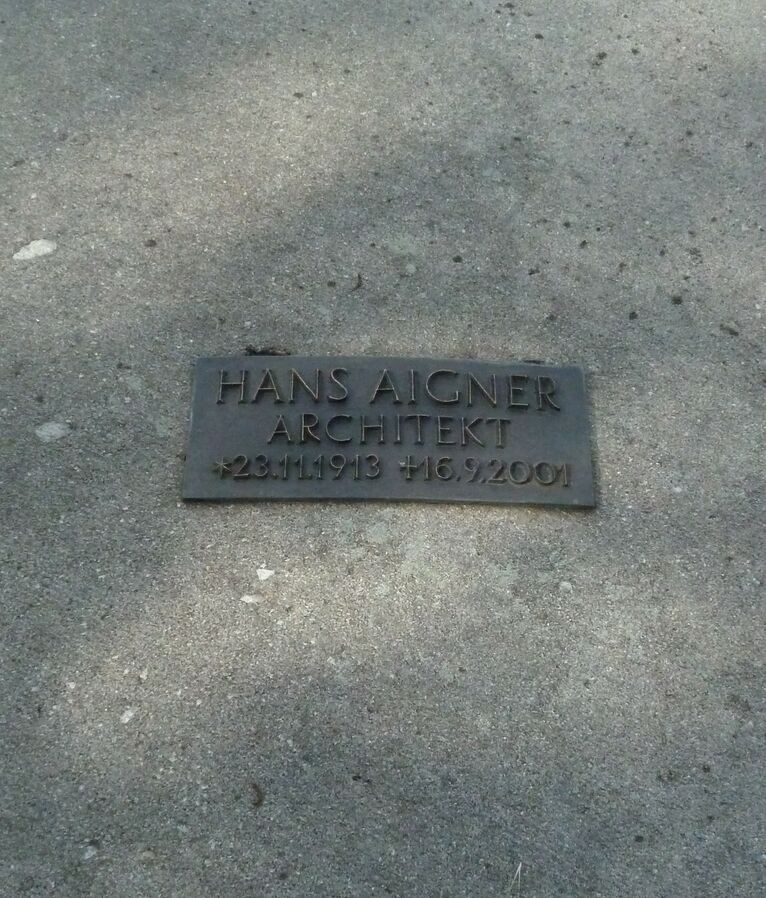 HANS AIGNER
ARCHITEKT
*23.11.1913 ✝16.9.2001